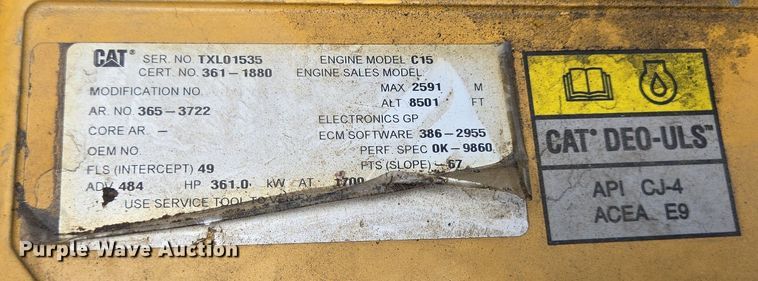 CAT® SER. NO TXL01535 ENGINE MODEL C15
CERT. NO. 361-1880 ENGINE SALES MODEL
MODIFICATION NO. MAX 2591 M
ALT 8501 FT
AR. NO. 365-3722 ELECTRONICS GP
CORE AR. - ECM SOFTWARE 386-2955
OEM NO. PERF. SPEC 0K-9860
FLS (INTERCEPT) 49 FTS (SLOPE) -67
ADV 484 HP 361.0 kW AT 1700
USE SERVICE TOOL TO
CAT® DEO-ULS™
API CJ-4
ACEA E9
Purple Wave Auction